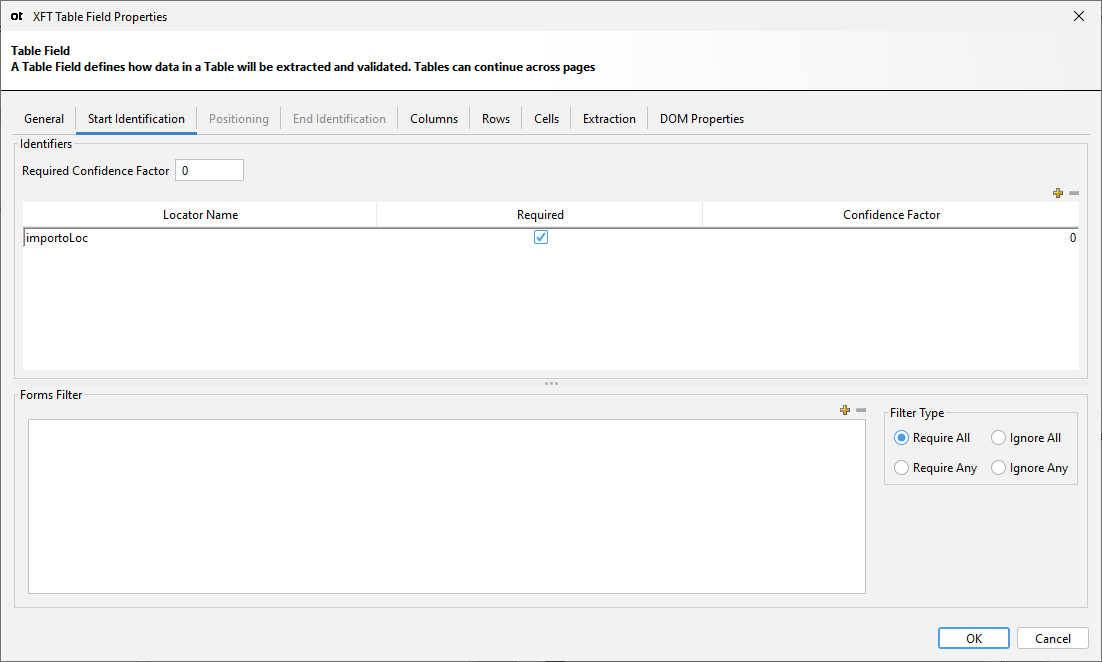 ot XFT Table Field Properties
Table Field
A Table Field defines how data in a Table will be extracted and validated. Tables can continue across pages
General Start Identification Positioning End Identification Columns Rows Cells Extraction DOM Properties
Identifiers
Required Confidence Factor 0
Locator Name Required Confidence Factor
importoLoc 0
Forms Filter
Filter Type
Require All Ignore All
Require Any Ignore Any
OK Cancel